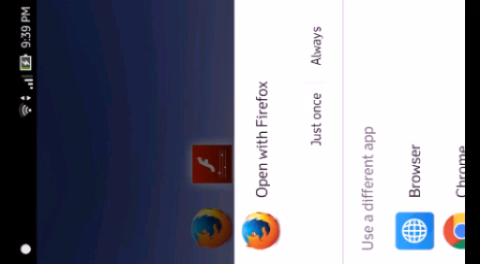 9:39 PM
Open with Firefox
Just once Always
Use a different app
Browser
Chrome